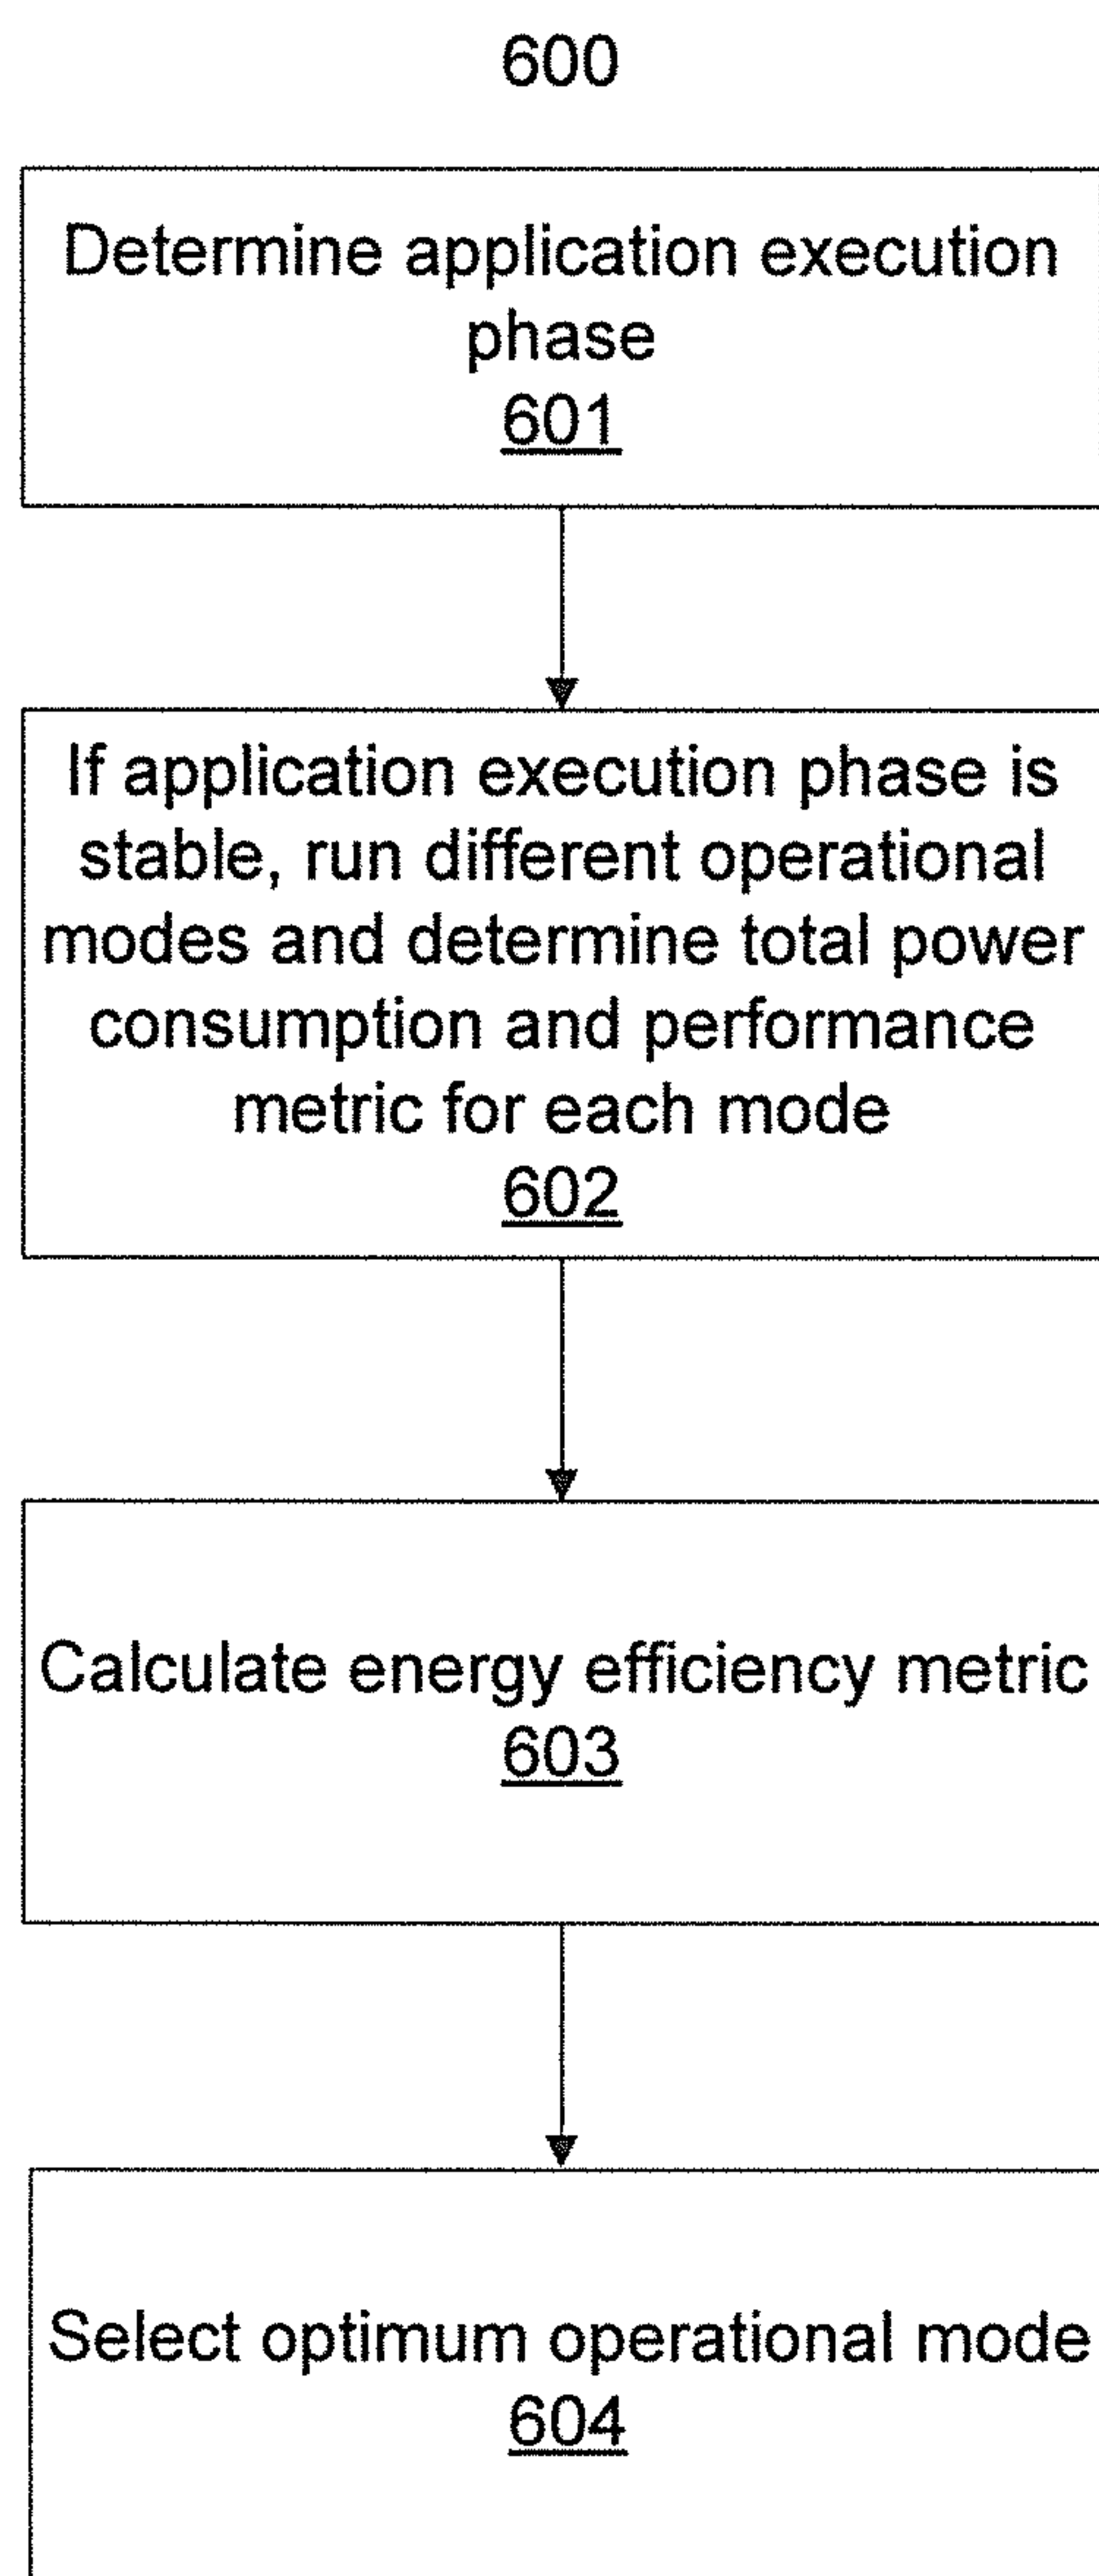 600
Determine application execution
phase
601
If application execution phase is
stable, run different operational
modes and determine total power
consumption and performance
metric for each mode
602
Calculate energy efficiency metric
603
Select optimum operational mode
604